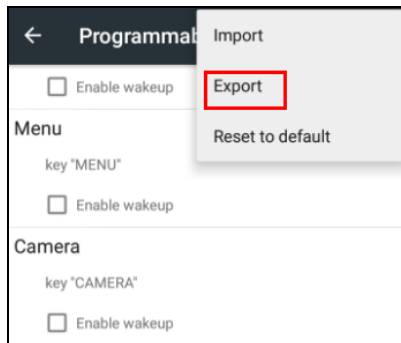 Programmab
Import
Enable wakeup
Export
Menu
Reset to default
key "MENU"
Enable wakeup
Camera
key "CAMERA"
Enable wakeup